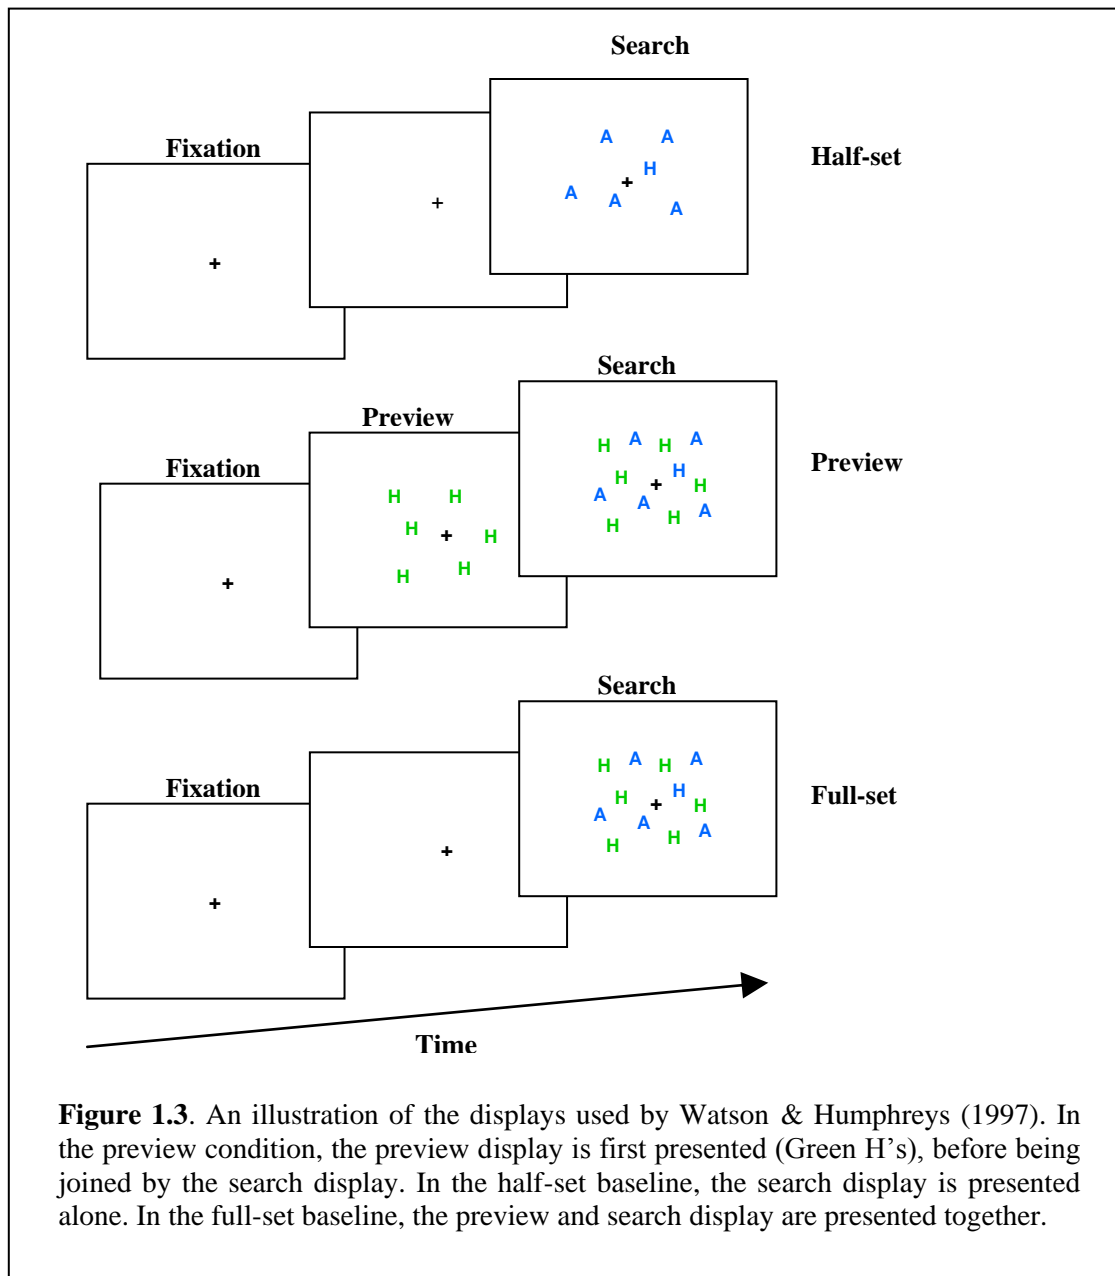 Search
Fixation
Half-set
A A
H
+
+
A A A
+
Search
Preview
Fixation
Preview
H A H A
H H
+
A H
A A
H H
H H
H + H
H H
+
Search
Fixation
Full-set
H A H A
H H
+
A H
A A
H H
+
+
Time
Figure 1.3. An illustration of the displays used by Watson & Humphreys (1997). In
the preview condition, the preview display is first presented (Green H’s), before being
joined by the search display. In the half-set baseline, the search display is presented
alone. In the full-set baseline, the preview and search display are presented together.